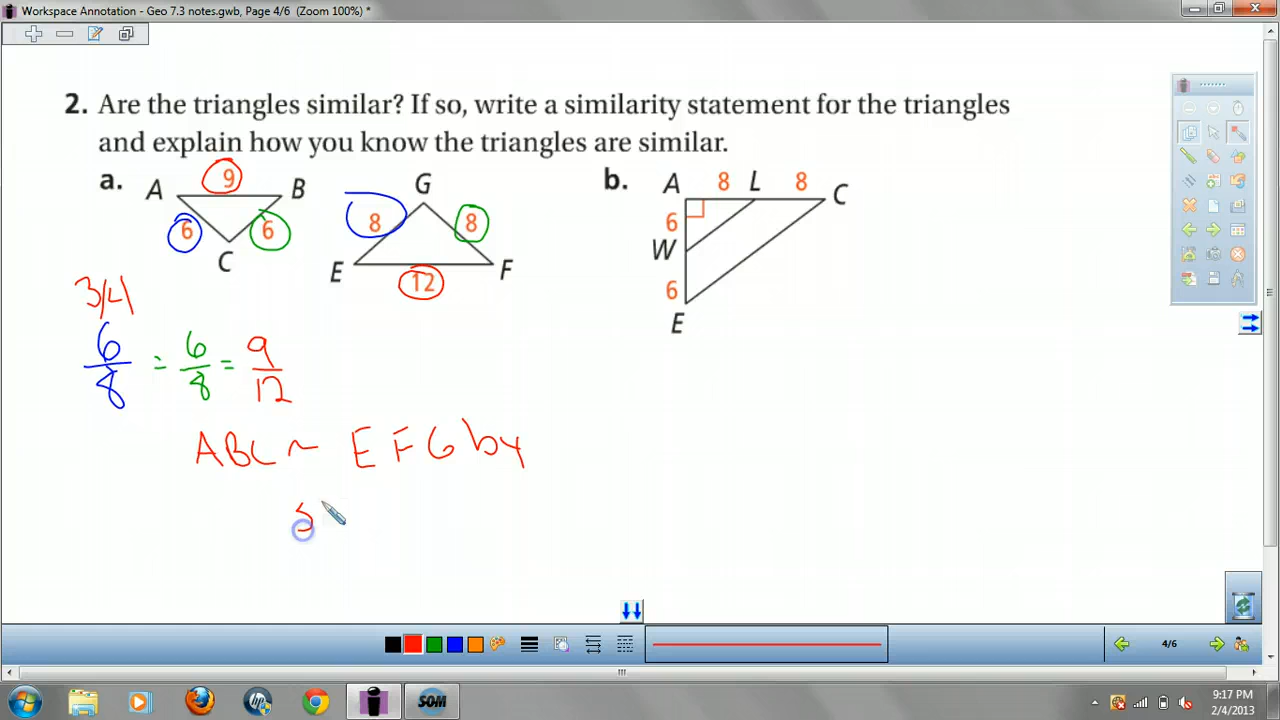 Workspace Annotation - Geo 7.3 notes.gwb, Page 4/6 (Zoom 100%) *
2. Are the triangles similar? If so, write a similarity statement for the triangles
and explain how you know the triangles are similar.
a. A 9 B
6 6
C
G
8 8
E 12 F
b. A 8 L 8 C
6
W
6
E
3/4
6/8 = 6/8 = 9/12
ABC ~ EFG by
S
4/6
SOM
9:17 PM
2/4/2013